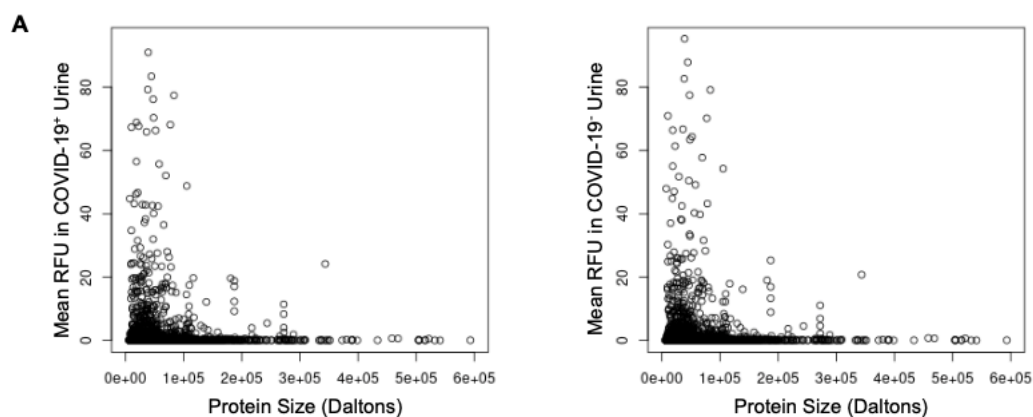 A
Mean RFU in COVID-19⁺ Urine
80
60
40
20
0
0e+00 1e+05 2e+05 3e+05 4e+05 5e+05 6e+05
Protein Size (Daltons)
Mean RFU in COVID-19⁻ Urine
80
60
40
20
0
0e+00 1e+05 2e+05 3e+05 4e+05 5e+05 6e+05
Protein Size (Daltons)